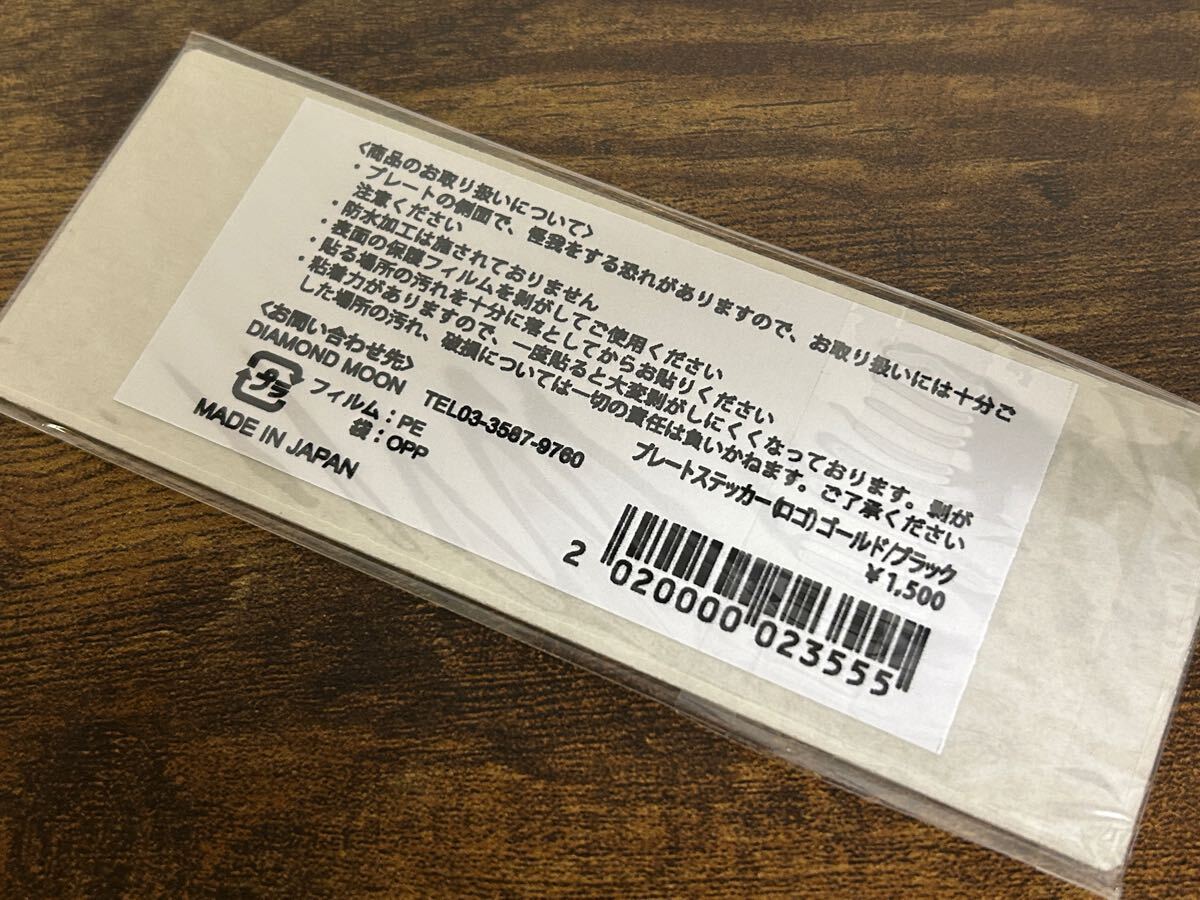 〈商品のお取り扱いについて〉
・プレートの側面で、怪我をする恐れがありますので、お取り扱いには十分ご
注意ください
・防水加工は施されておりません
・表面の保護フィルムを剥がしてご使用ください
・貼る場所の汚れを十分に落としてからお貼りください
・粘着力がありますので、一度貼ると大変剥がしにくくなっております。剥が
した場所の汚れ、破損については一切の責任は負いかねます。ご了承ください
〈お問い合わせ先〉
DIAMOND MOON TEL03-3587-9760
プラ
フィルム：PE
袋：OPP
MADE IN JAPAN
プレートステッカー(ロゴ)ゴールド/ブラック
¥1,500
2 020000 023555